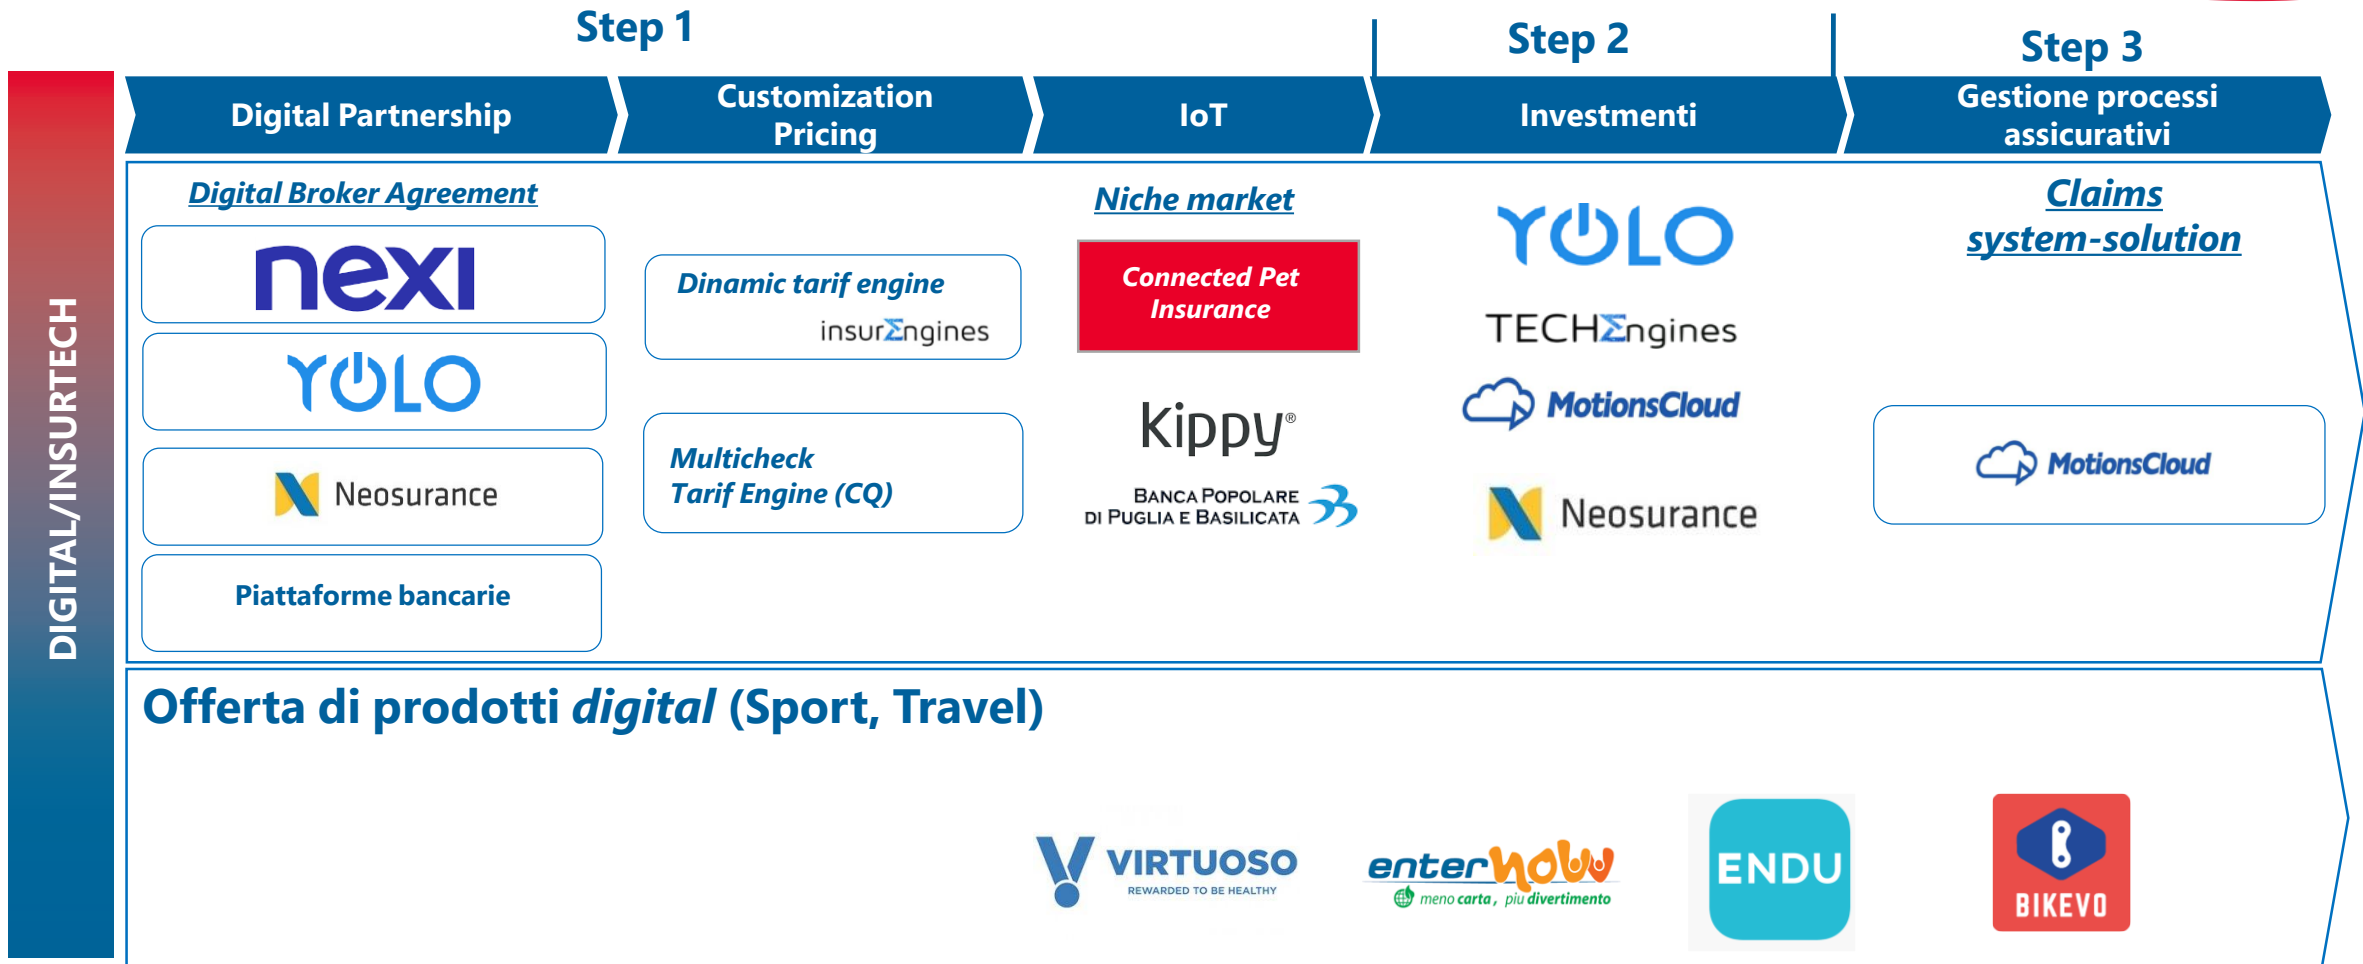 Step 1
Step 2
Step 3
DIGITAL/INSURTECH
Digital Partnership
Customization
Pricing
IoT
Investimenti
Gestione processi
assicurativi
Digital Broker Agreement
nexi
YOLO
Neosurance
Piattaforme bancarie
Dinamic tarif engine
insurΣngines
Multicheck
Tarif Engine (CQ)
Niche market
Connected Pet
Insurance
Kippy®
BANCA POPOLARE
DI PUGLIA E BASILICATA
YOLO
TECHΣngines
MotionsCloud
Neosurance
Claims
system-solution
MotionsCloud
Offerta di prodotti digital (Sport, Travel)
VIRTUOSO
REWARDED TO BE HEALTHY
enternow
meno carta, più divertimento
ENDU
BIKEVO